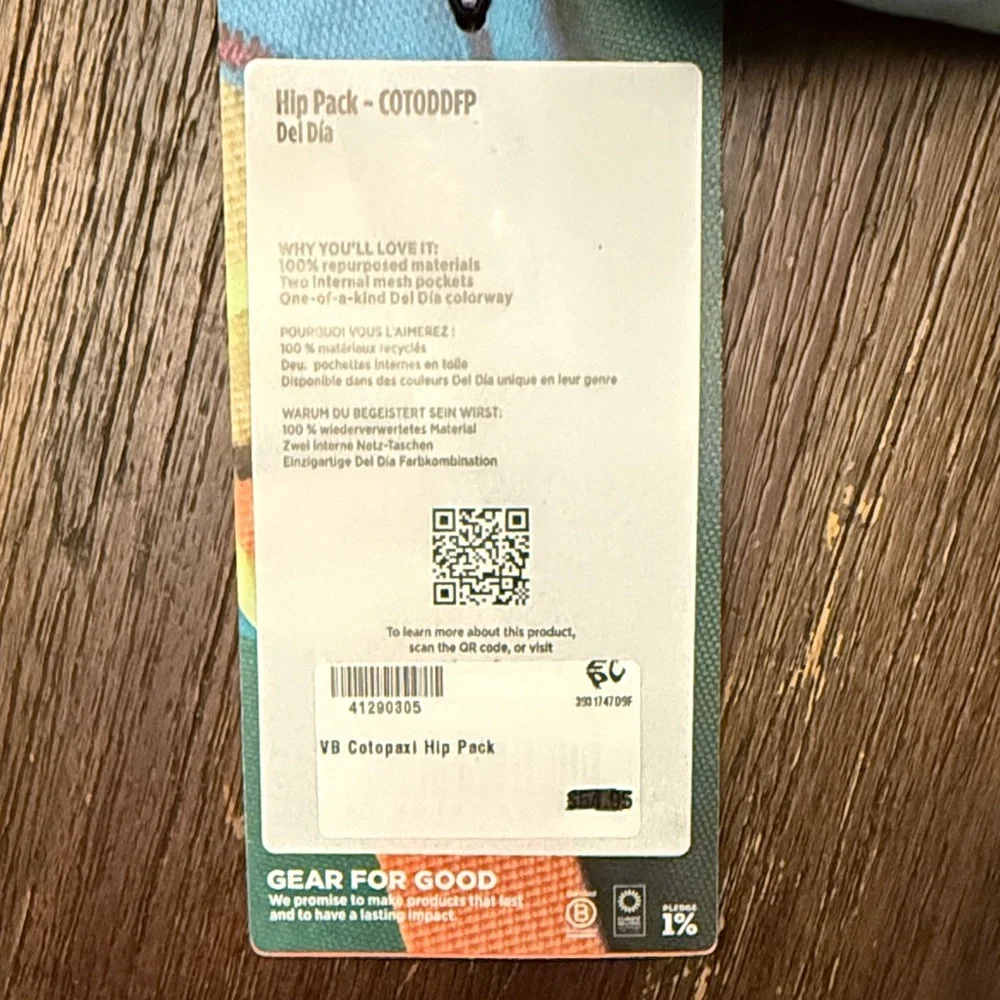 Hip Pack - COTODDFP
Del Día
WHY YOU'LL LOVE IT:
100% repurposed materials
Two internal mesh pockets
One-of-a-kind Del Día colorway
POURQUOI VOUS L'AIMEREZ :
100 % matériaux recyclés
pochettes internes en toile
Disponible dans des couleurs Del Día unique en leur genre
WARUM DU BEGEISTERT SEIN WIRST:
100 % wiederverwertetes Material
Zwei interne Netz-Taschen
Einzigartige Del Día Farbkombination
To learn more about this product,
scan the QR code, or visit
41290305
3931747D9F
VB Cotopaxi Hip Pack
GEAR FOR GOOD
We promise to make products that last
and to have a lasting impact.
B
PLEDGE
1%